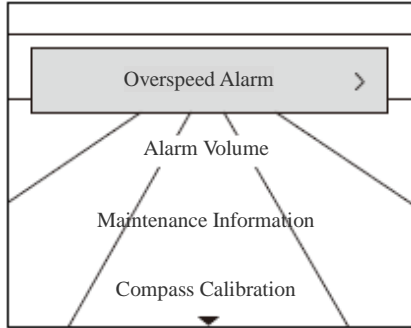 Overspeed Alarm
Alarm Volume
Maintenance Information
Compass Calibration